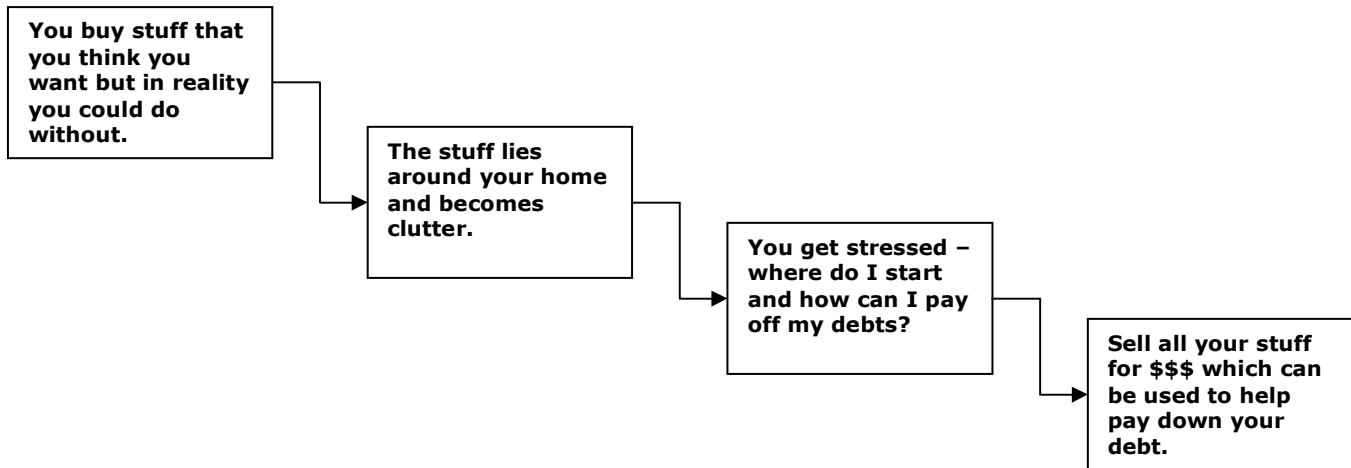 You buy stuff that
you think you
want but in reality
you could do
without.
The stuff lies
around your home
and becomes
clutter.
You get stressed –
where do I start
and how can I pay
off my debts?
Sell all your stuff
for $$$ which can
be used to help
pay down your
debt.